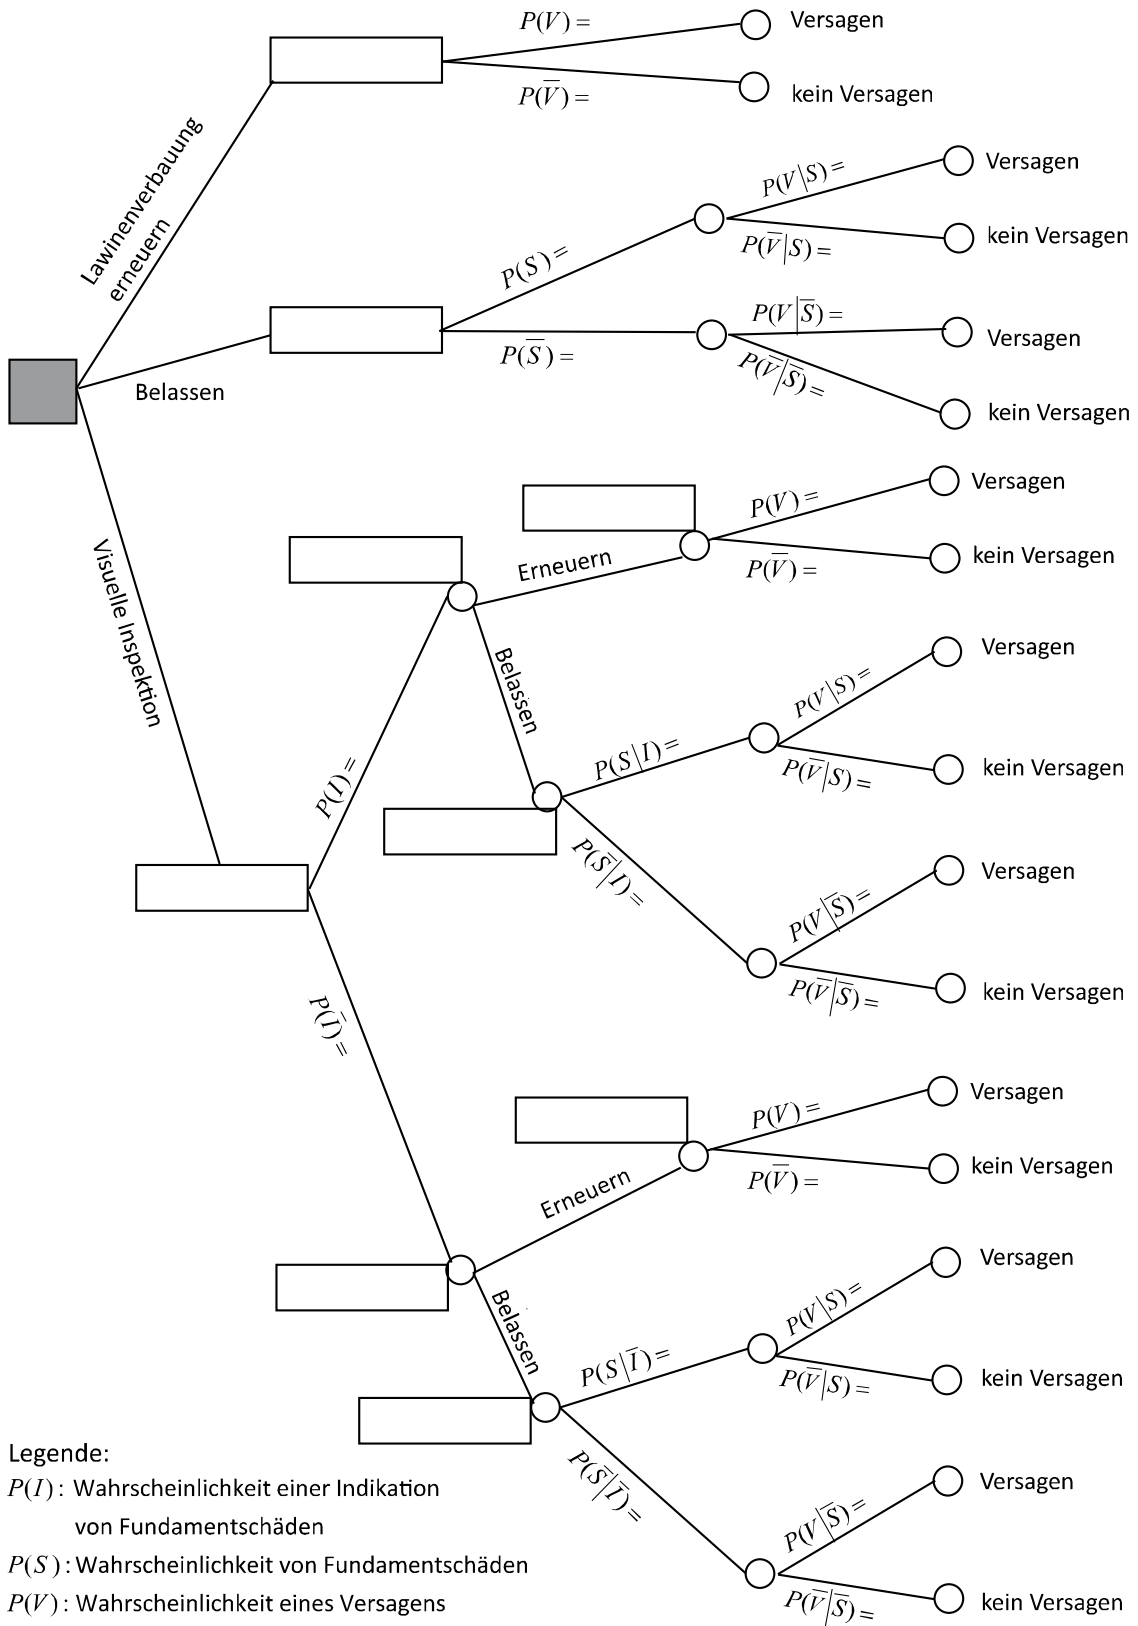 P(V) =
Versagen
P(V̅) =
kein Versagen
Lawinenverbauung
erneuern
P(V|S) =
Versagen
P(V̅|S) =
kein Versagen
P(S) =
P(S̅) =
P(V|S̅) =
Versagen
P(V̅|S̅) =
kein Versagen
Belassen
Visuelle Inspektion
P(I) =
Erneuern
P(V) =
Versagen
P(V̅) =
kein Versagen
Belassen
P(S|I) =
P(V|S) =
Versagen
P(V̅|S) =
kein Versagen
P(S̅|I) =
P(V|S̅) =
Versagen
P(V̅|S̅) =
kein Versagen
P(I̅) =
Erneuern
P(V) =
Versagen
P(V̅) =
kein Versagen
Belassen
P(S|I̅) =
P(V|S) =
Versagen
P(V̅|S) =
kein Versagen
P(S̅|I̅) =
P(V|S̅) =
Versagen
P(V̅|S̅) =
kein Versagen
Legende:
P(I) : Wahrscheinlichkeit einer Indikation
von Fundamentschäden
P(S) : Wahrscheinlichkeit von Fundamentschäden
P(V) : Wahrscheinlichkeit eines Versagens